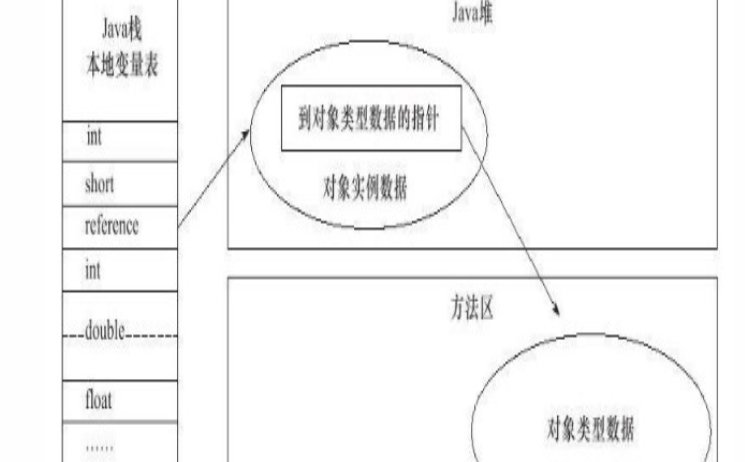 Java栈
本地变量表
int
short
reference
int
double
float
……
Java堆
到对象类型数据的指针
对象实例数据
方法区
对象类型数据